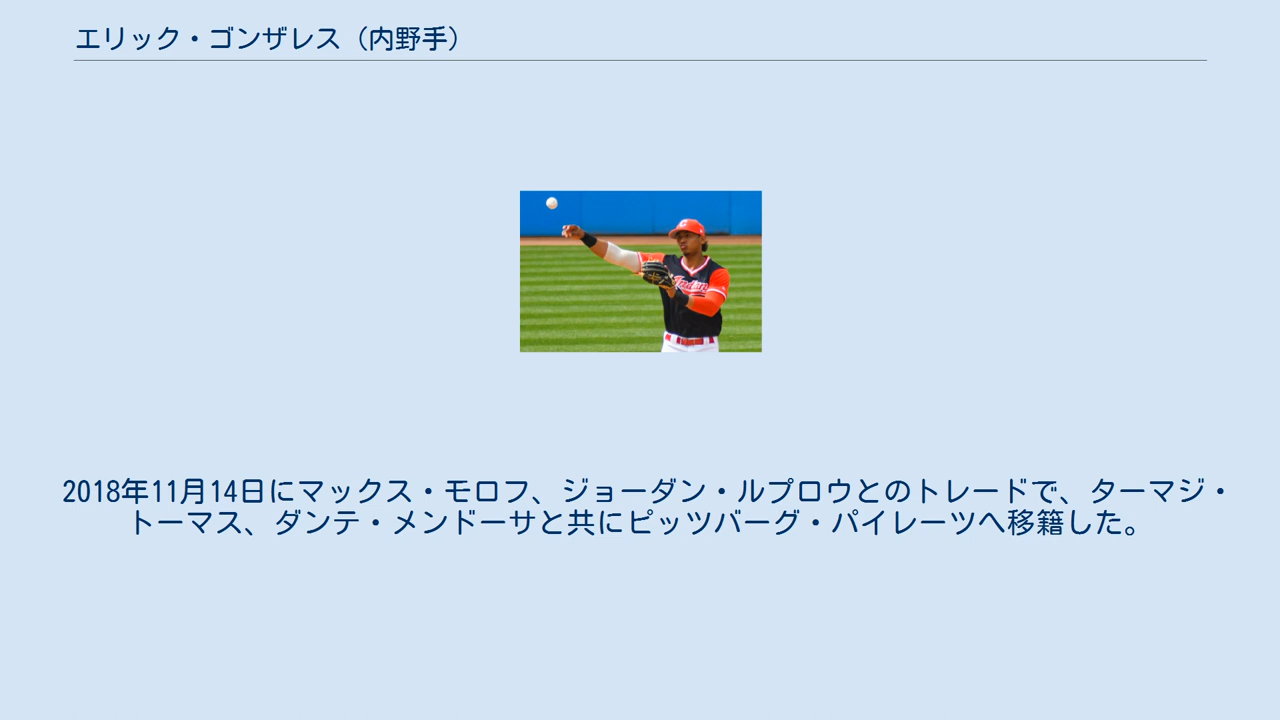 エリック・ゴンザレス（内野手）
2018年11月14日にマックス・モロフ、ジョーダン・ルプロウとのトレードで、ターマジ・
トーマス、ダンテ・メンドーサと共にピッツバーグ・パイレーツへ移籍した。